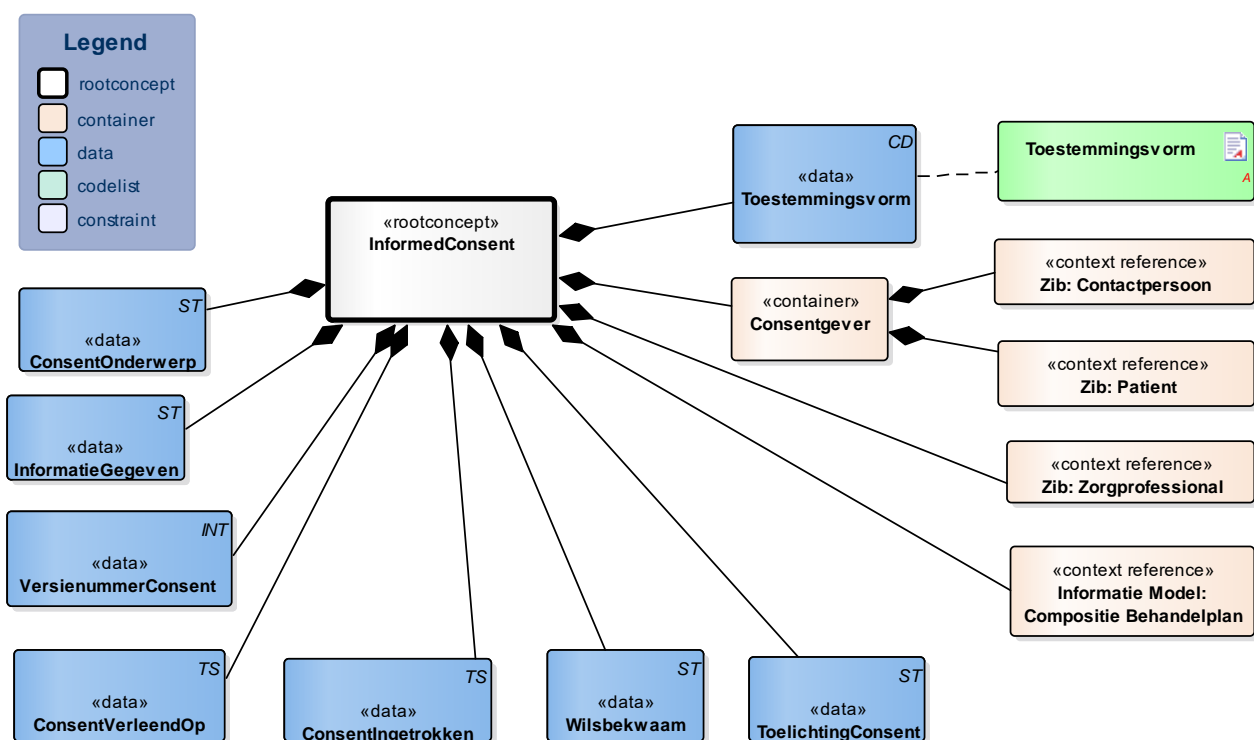 Legend
rootconcept
container
data
codelist
constraint
«rootconcept»
InformedConsent
CD
«data»
Toestemmingsvorm
Toestemmingsvorm
A
«container»
Consentgever
«context reference»
Zib: Contactpersoon
«context reference»
Zib: Patient
«context reference»
Zib: Zorgprofessional
«context reference»
Informatie Model:
Compositie Behandelplan
ST
«data»
ConsentOnderwerp
ST
«data»
InformatieGegeven
INT
«data»
VersienummerConsent
TS
«data»
ConsentVerleendOp
TS
«data»
ConsentIngetrokken
ST
«data»
Wilsbekwaam
ST
«data»
ToelichtingConsent